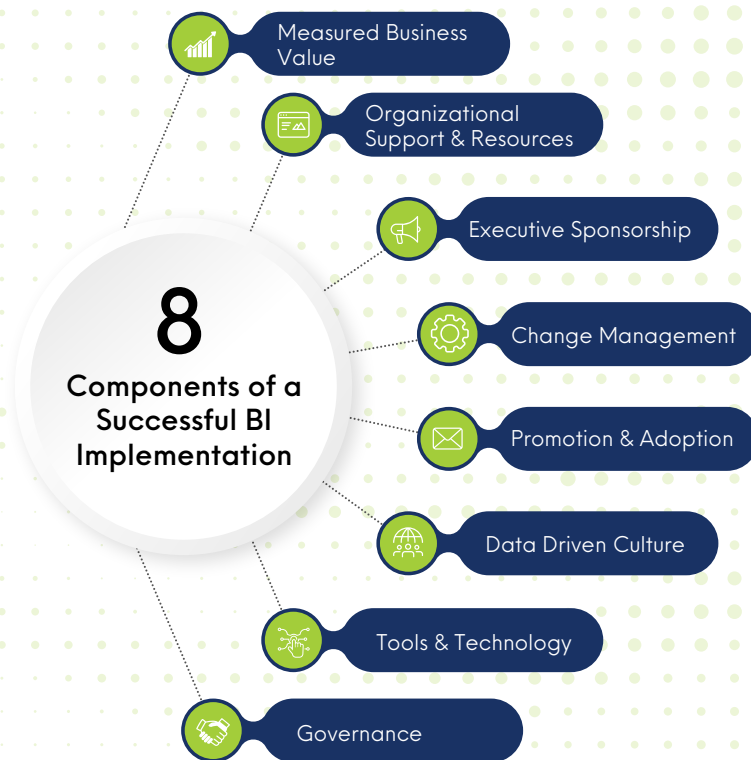 Measured Business
Value
Organizational
Support & Resources
Executive Sponsorship
8
Components of a
Successful BI
Implementation
Change Management
Promotion & Adoption
Data Driven Culture
Tools & Technology
Governance